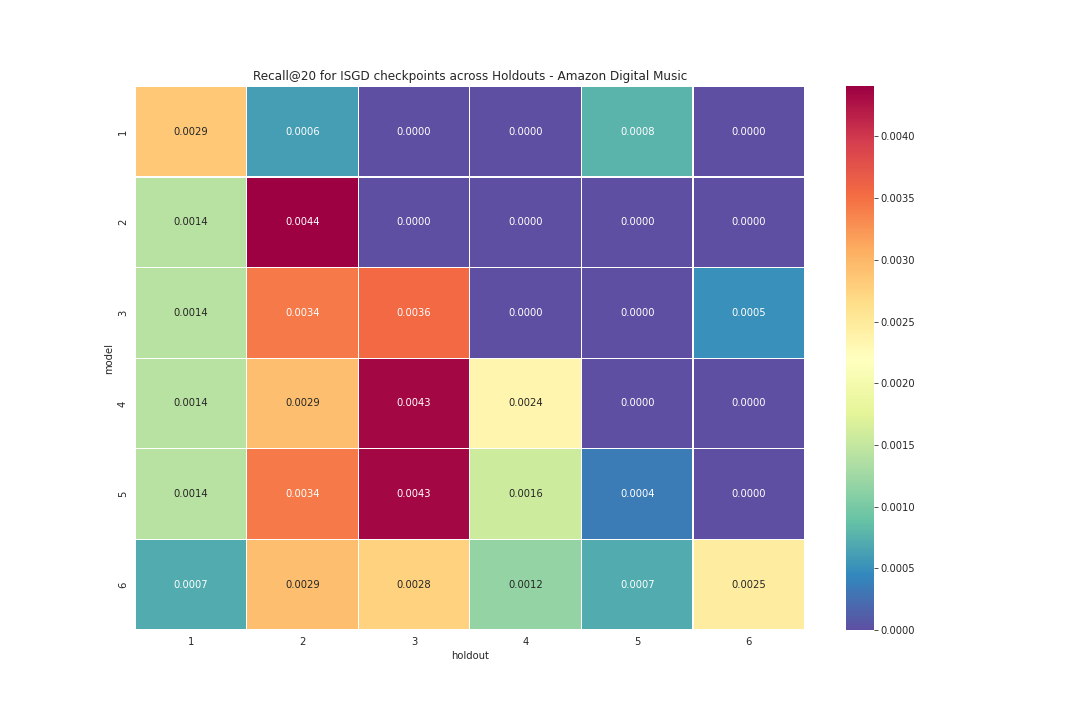 Recall@20 for ISGD checkpoints across Holdouts - Amazon Digital Music
1 0.0029 0.0006 0.0000 0.0000 0.0008 0.0000
2 0.0014 0.0044 0.0000 0.0000 0.0000 0.0000
3 0.0014 0.0034 0.0036 0.0000 0.0000 0.0005
model
4 0.0014 0.0029 0.0043 0.0024 0.0000 0.0000
5 0.0014 0.0034 0.0043 0.0016 0.0004 0.0000
6 0.0007 0.0029 0.0028 0.0012 0.0007 0.0025
1 2 3 4 5 6
holdout
0.0040
0.0035
0.0030
0.0025
0.0020
0.0015
0.0010
0.0005
0.0000